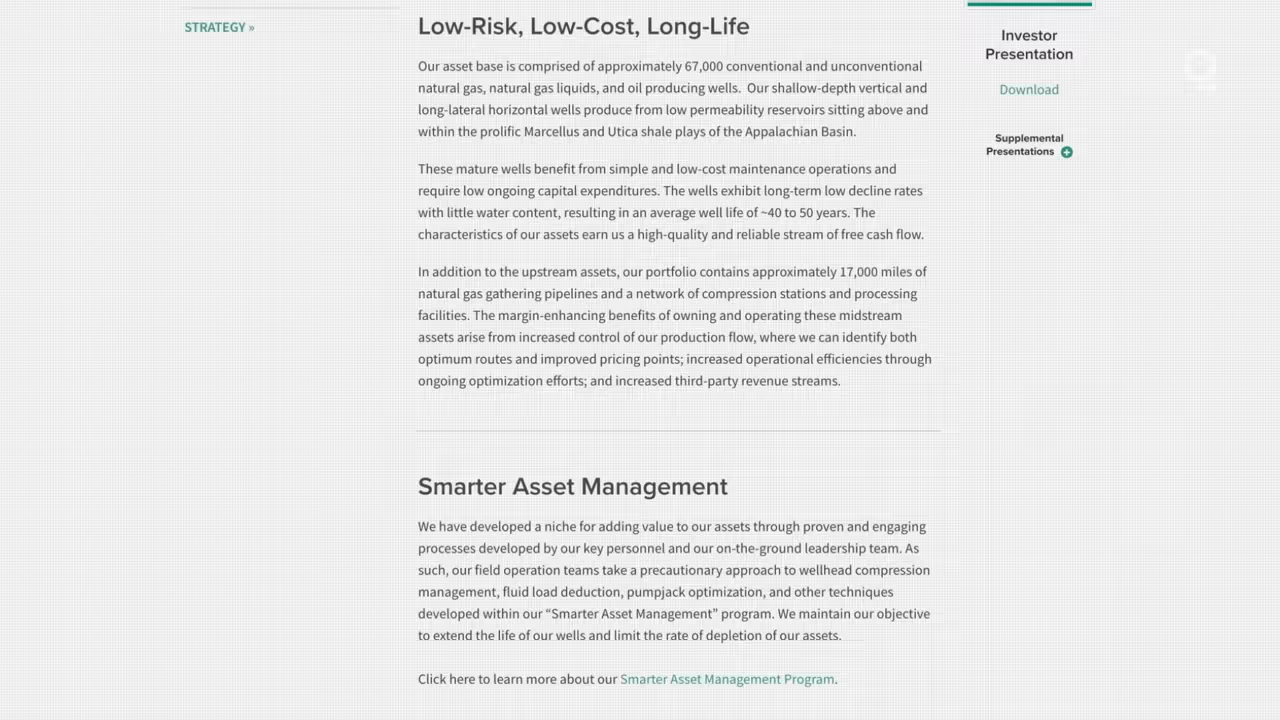 STRATEGY »
Low-Risk, Low-Cost, Long-Life
Our asset base is comprised of approximately 67,000 conventional and unconventional
natural gas, natural gas liquids, and oil producing wells.  Our shallow-depth vertical and
long-lateral horizontal wells produce from low permeability reservoirs sitting above and
within the prolific Marcellus and Utica shale plays of the Appalachian Basin.
These mature wells benefit from simple and low-cost maintenance operations and
require low ongoing capital expenditures. The wells exhibit long-term low decline rates
with little water content, resulting in an average well life of ~40 to 50 years. The
characteristics of our assets earn us a high-quality and reliable stream of free cash flow.
In addition to the upstream assets, our portfolio contains approximately 17,000 miles of
natural gas gathering pipelines and a network of compression stations and processing
facilities. The margin-enhancing benefits of owning and operating these midstream
assets arise from increased control of our production flow, where we can identify both
optimum routes and improved pricing points; increased operational efficiencies through
ongoing optimization efforts; and increased third-party revenue streams.
Smarter Asset Management
We have developed a niche for adding value to our assets through proven and engaging
processes developed by our key personnel and our on-the-ground leadership team. As
such, our field operation teams take a precautionary approach to wellhead compression
management, fluid load deduction, pumpjack optimization, and other techniques
developed within our “Smarter Asset Management” program. We maintain our objective
to extend the life of our wells and limit the rate of depletion of our assets.
Click here to learn more about our Smarter Asset Management Program.
Investor
Presentation
Download
Supplemental
Presentations